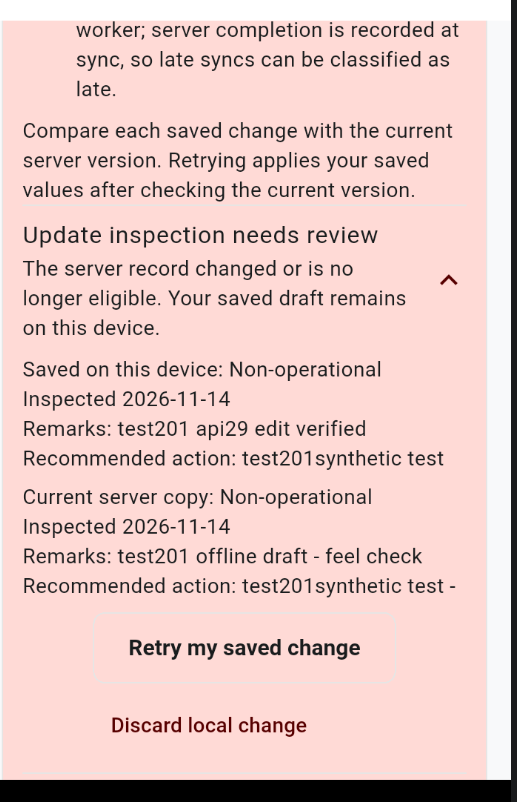 worker; server completion is recorded at
sync, so late syncs can be classified as
late.
Compare each saved change with the current
server version. Retrying applies your saved
values after checking the current version.
Update inspection needs review
The server record changed or is no
longer eligible. Your saved draft remains
on this device.
Saved on this device: Non-operational
Inspected 2026-11-14
Remarks: test201 api29 edit verified
Recommended action: test201synthetic test
Current server copy: Non-operational
Inspected 2026-11-14
Remarks: test201 offline draft - feel check
Recommended action: test201synthetic test -
Retry my saved change
Discard local change